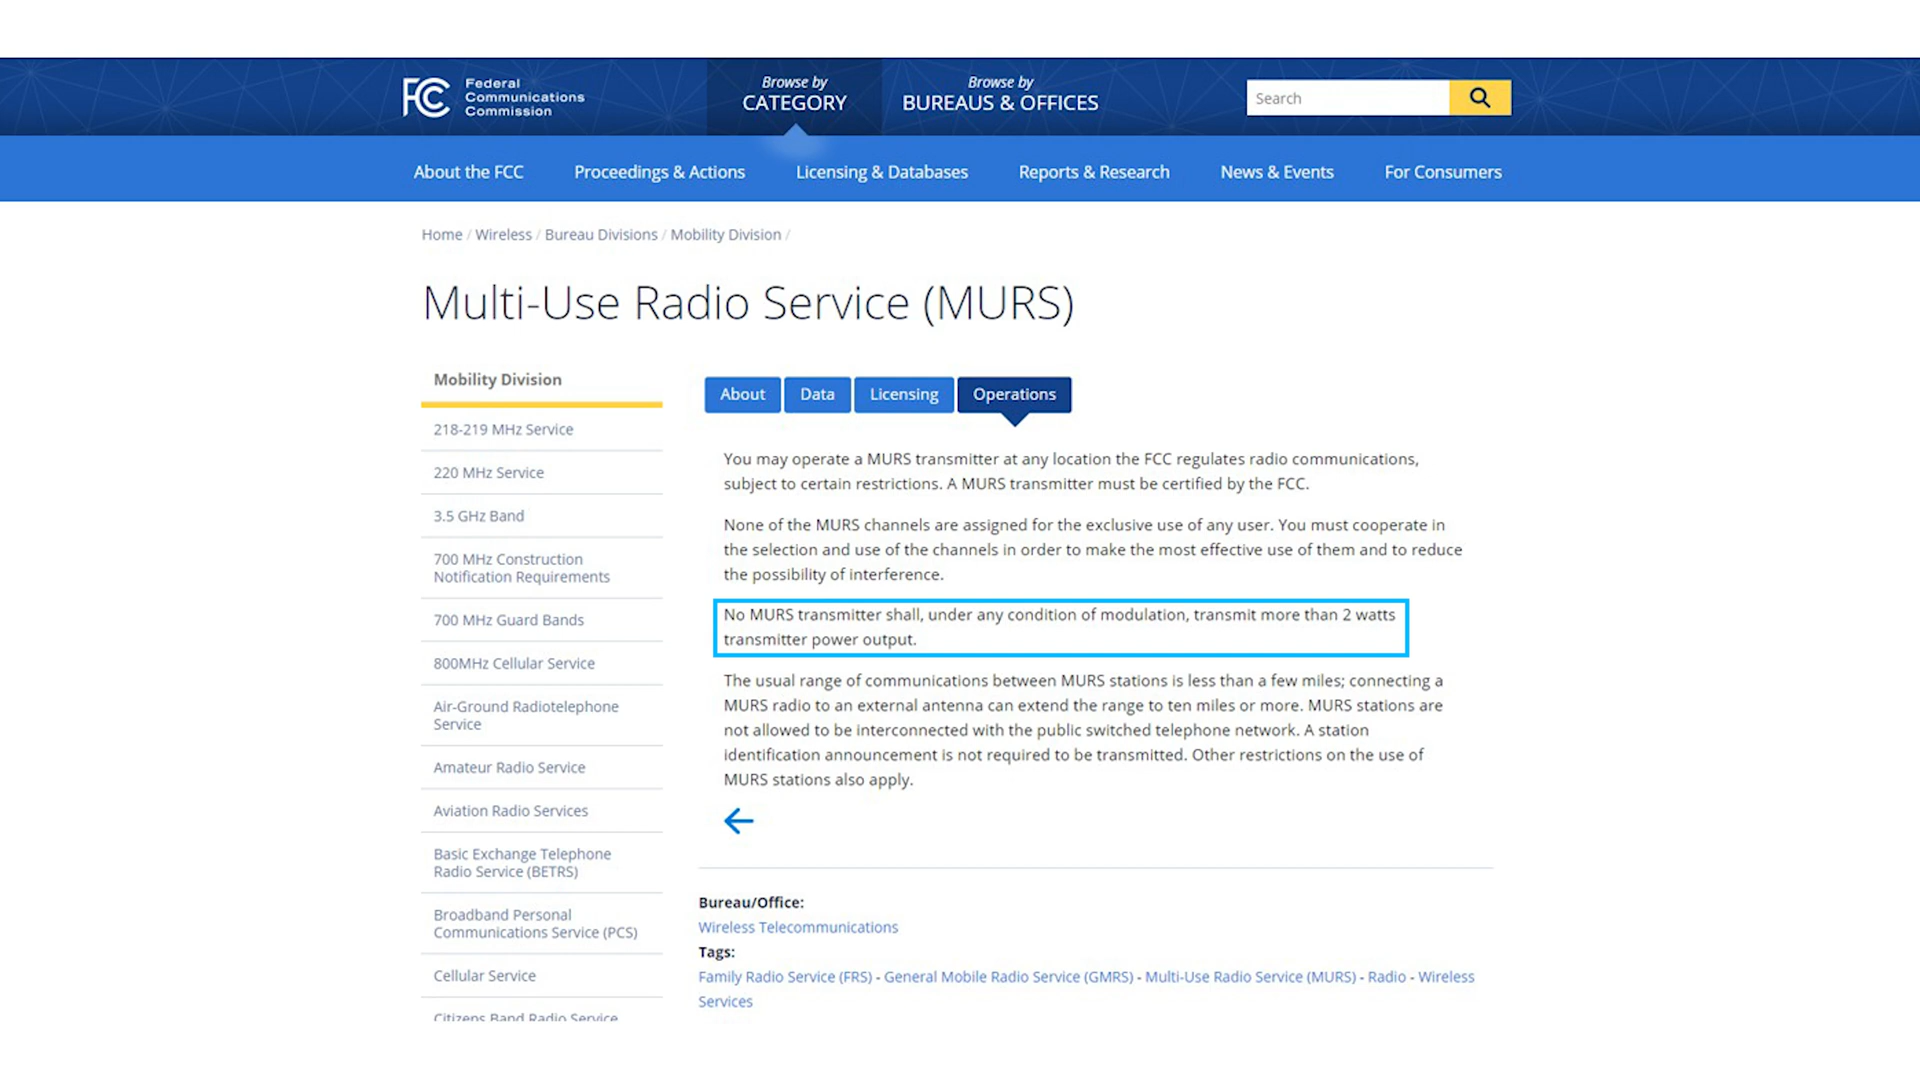 FCC
Federal
Communications
Commission
Browse by
CATEGORY
Browse by
BUREAUS & OFFICES
Search
About the FCC
Proceedings & Actions
Licensing & Databases
Reports & Research
News & Events
For Consumers
Home / Wireless / Bureau Divisions / Mobility Division /
Multi-Use Radio Service (MURS)
Mobility Division
218-219 MHz Service
220 MHz Service
3.5 GHz Band
700 MHz Construction
Notification Requirements
700 MHz Guard Bands
800MHz Cellular Service
Air-Ground Radiotelephone
Service
Amateur Radio Service
Aviation Radio Services
Basic Exchange Telephone
Radio Service (BETRS)
Broadband Personal
Communications Service (PCS)
Cellular Service
Citizens Band Radio Service
About
Data
Licensing
Operations
You may operate a MURS transmitter at any location the FCC regulates radio communications,
subject to certain restrictions. A MURS transmitter must be certified by the FCC.
None of the MURS channels are assigned for the exclusive use of any user. You must cooperate in
the selection and use of the channels in order to make the most effective use of them and to reduce
the possibility of interference.
No MURS transmitter shall, under any condition of modulation, transmit more than 2 watts
transmitter power output.
The usual range of communications between MURS stations is less than a few miles; connecting a
MURS radio to an external antenna can extend the range to ten miles or more. MURS stations are
not allowed to be interconnected with the public switched telephone network. A station
identification announcement is not required to be transmitted. Other restrictions on the use of
MURS stations also apply.
Bureau/Office:
Wireless Telecommunications
Tags:
Family Radio Service (FRS) - General Mobile Radio Service (GMRS) - Multi-Use Radio Service (MURS) - Radio - Wireless
Services